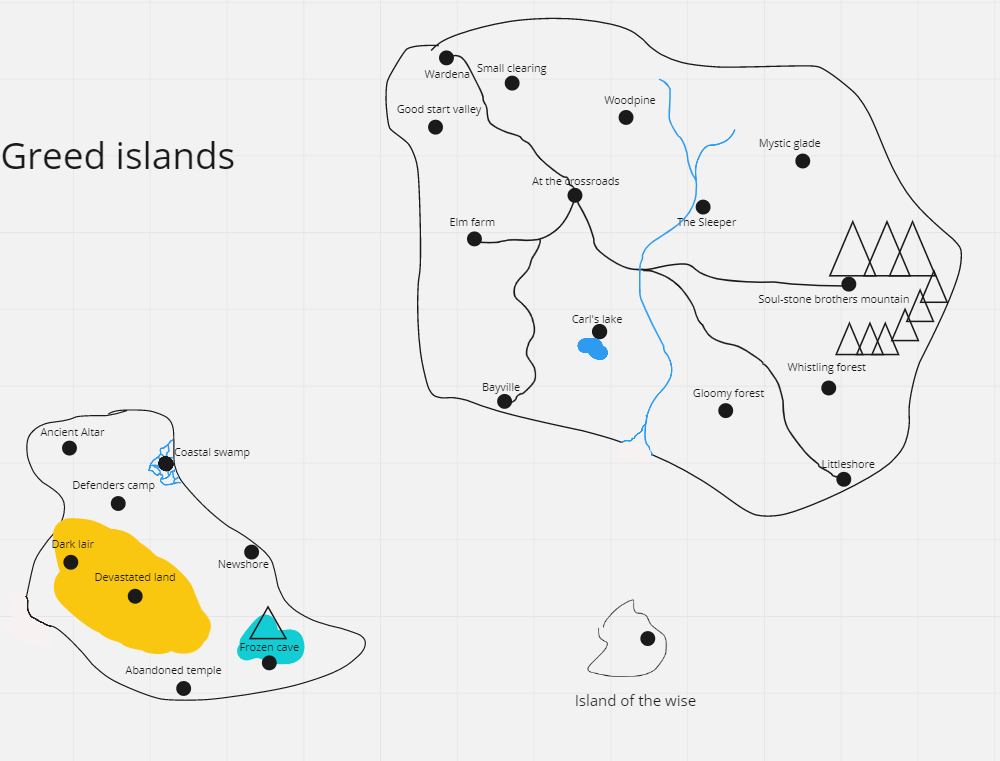 Greed islands
Wardena
Small clearing
Good start valley
Woodpine
Mystic glade
At the crossroads
Elm farm
The Sleeper
Soul-stone brothers mountain
Carl's lake
Whistling forest
Bayville
Gloomy forest
Littleshore
Ancient Altar
Coastal swamp
Defenders camp
Dark lair
Newshore
Devastated land
Frozen cave
Abandoned temple
Island of the wise